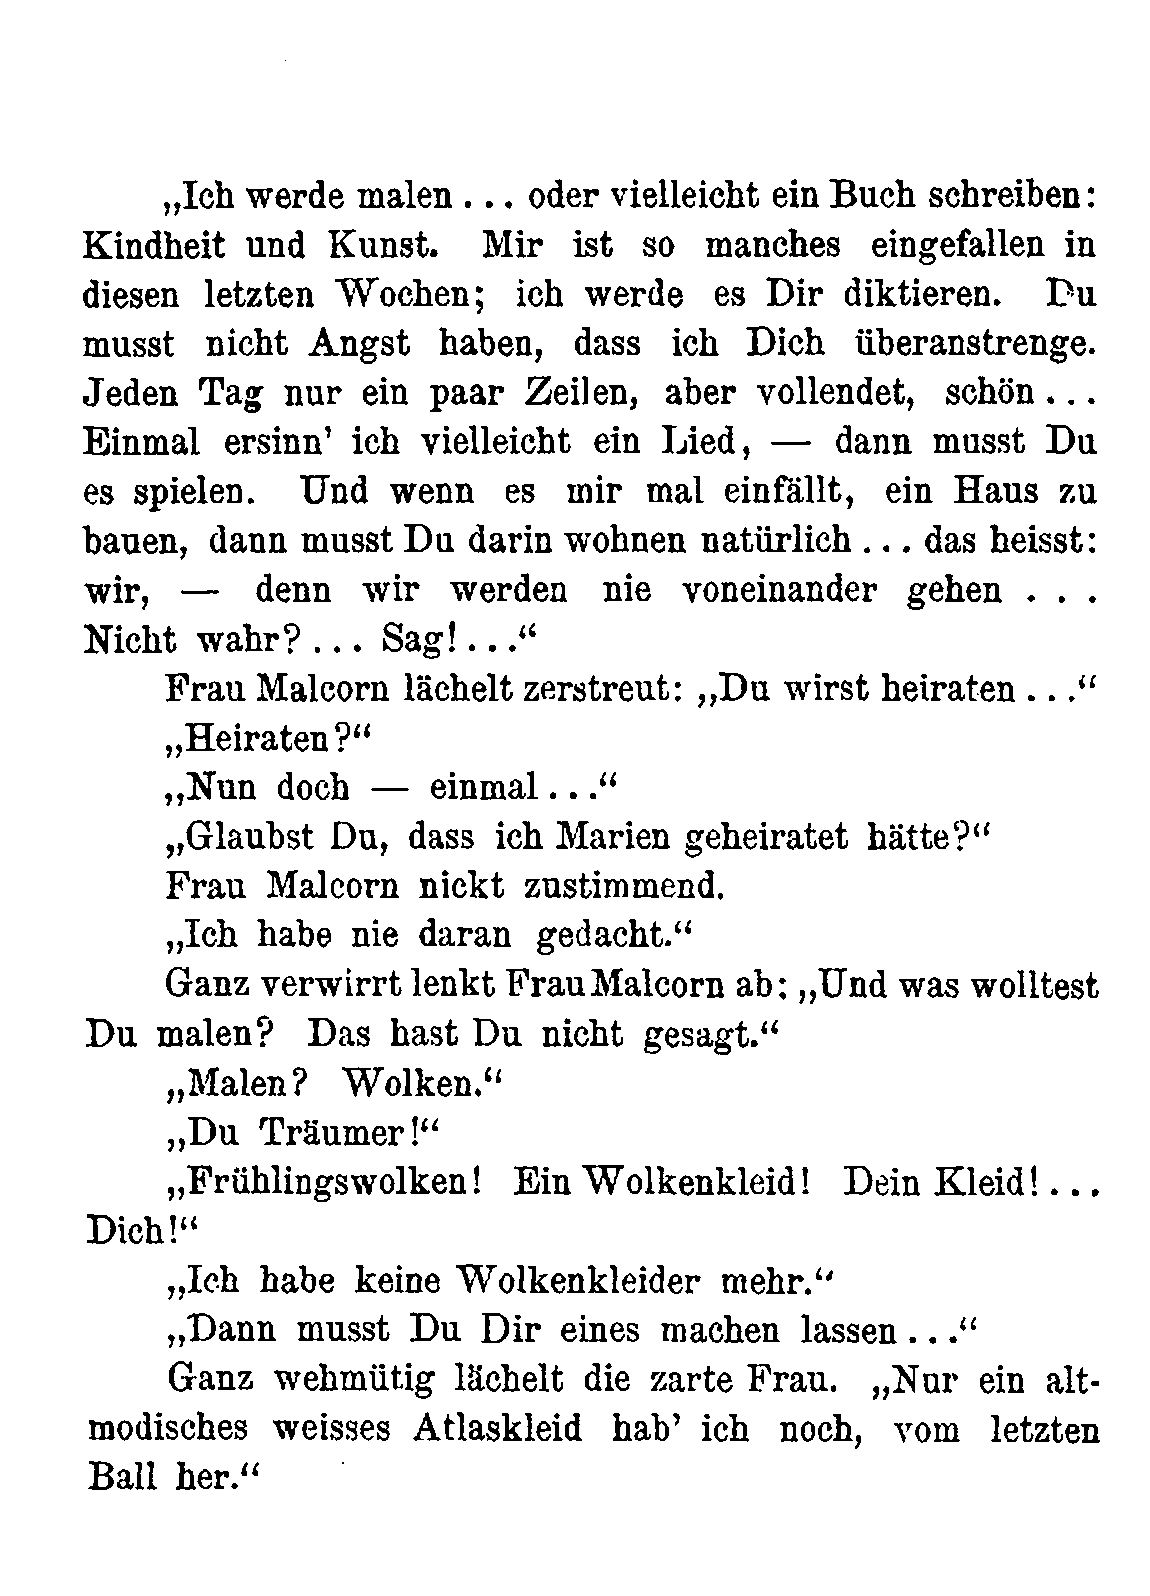 „Ich werde malen . . . oder vielleicht ein Buch schreiben:
Kindheit und Kunst. Mir ist so manches eingefallen in
diesen letzten Wochen; ich werde es Dir diktieren. Du
musst nicht Angst haben, dass ich Dich überanstrenge.
Jeden Tag nur ein paar Zeilen, aber vollendet, schön . . .
Einmal ersinn’ ich vielleicht ein Lied, — dann musst Du
es spielen. Und wenn es mir mal einfällt, ein Haus zu
bauen, dann musst Du darin wohnen natürlich . . . das heisst:
wir, — denn wir werden nie voneinander gehen . . .
Nicht wahr? . . . Sag! . . .“
Frau Malcorn lächelt zerstreut: „Du wirst heiraten . . .“
„Heiraten?“
„Nun doch — einmal . . .“
„Glaubst Du, dass ich Marien geheiratet hätte?“
Frau Malcorn nickt zustimmend.
„Ich habe nie daran gedacht.“
Ganz verwirrt lenkt Frau Malcorn ab: „Und was wolltest
Du malen? Das hast Du nicht gesagt.“
„Malen? Wolken.“
„Du Träumer!“
„Frühlingswolken! Ein Wolkenkleid! Dein Kleid! . . .
Dich!“
„Ich habe keine Wolkenkleider mehr.“
„Dann musst Du Dir eines machen lassen . . .“
Ganz wehmütig lächelt die zarte Frau. „Nur ein alt-
modisches weisses Atlaskleid hab’ ich noch, vom letzten
Ball her.“